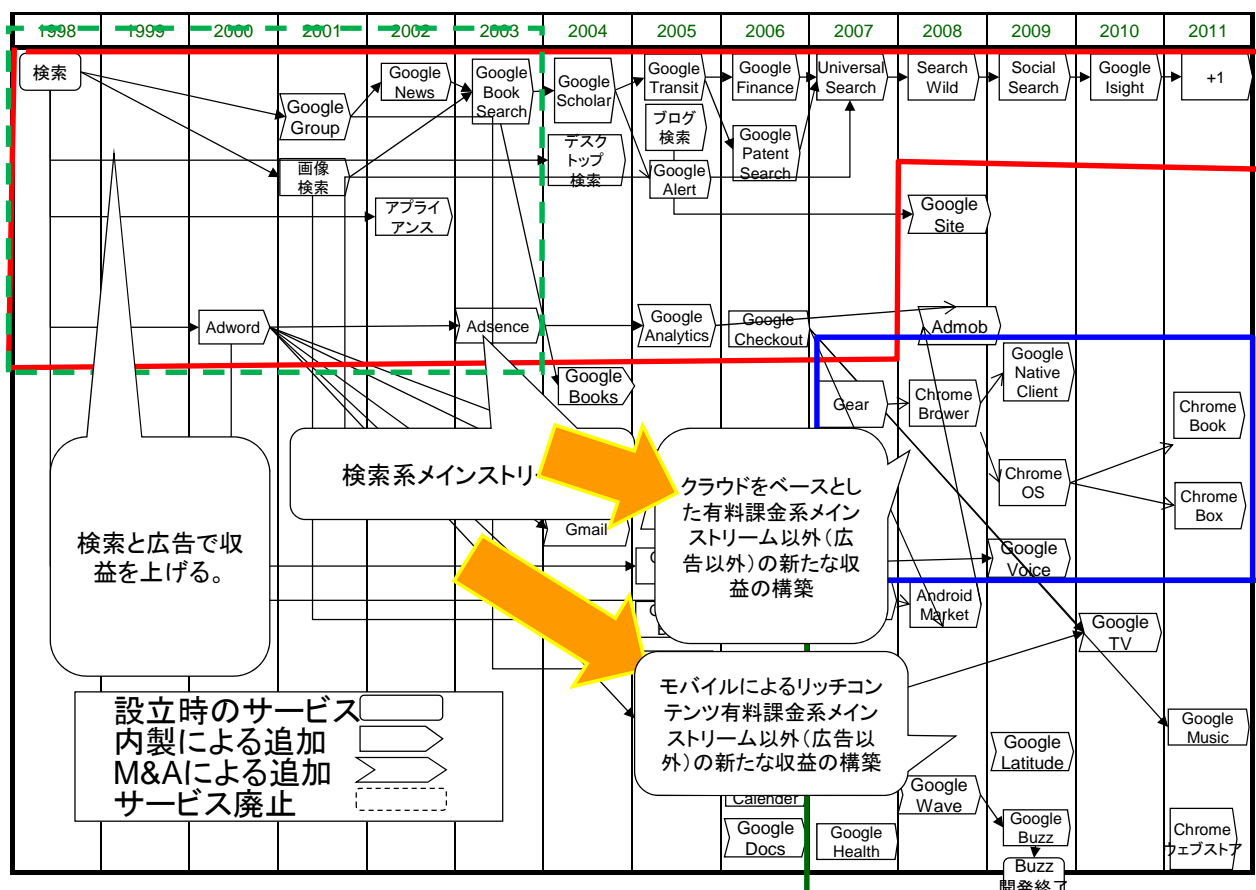 1998 1999 2000 2001 2002 2003 2004 2005 2006 2007 2008 2009 2010 2011
検索
Google
Group
画像
検索
Google
News
アプライ
アンス
Google
Book
Search
Google
Scholar
デスク
トップ
検索
Google
Transit
ブログ
検索
Google
Alert
Google
Finance
Google
Patent
Search
Universal
Search
Search
Wild
Social
Search
Google
Isight
+1
Google
Site
Adword
Adsence
Google
Analytics
Google
Checkout
Admob
Google
Books
Gear
Chrome
Brower
Google
Native
Client
Chrome
OS
Chrome
Book
Chrome
Box
Gmail
Google
Voice
Android
Market
Google
TV
Google
Music
Google
Latitude
Google
Wave
Google
Buzz
Buzz
開発終了
Calender
Google
Docs
Google
Health
Chrome
ウェブストア
検索と広告で収
益を上げる。
検索系メインストリ
クラウドをベースとし
た有料課金系メイン
ストリーム以外(広
告以外)の新たな収
益の構築
モバイルによるリッチコン
テンツ有料課金系メイン
ストリーム以外(広告以
外)の新たな収益の構築
設立時のサービス
内製による追加
M&Aによる追加
サービス廃止